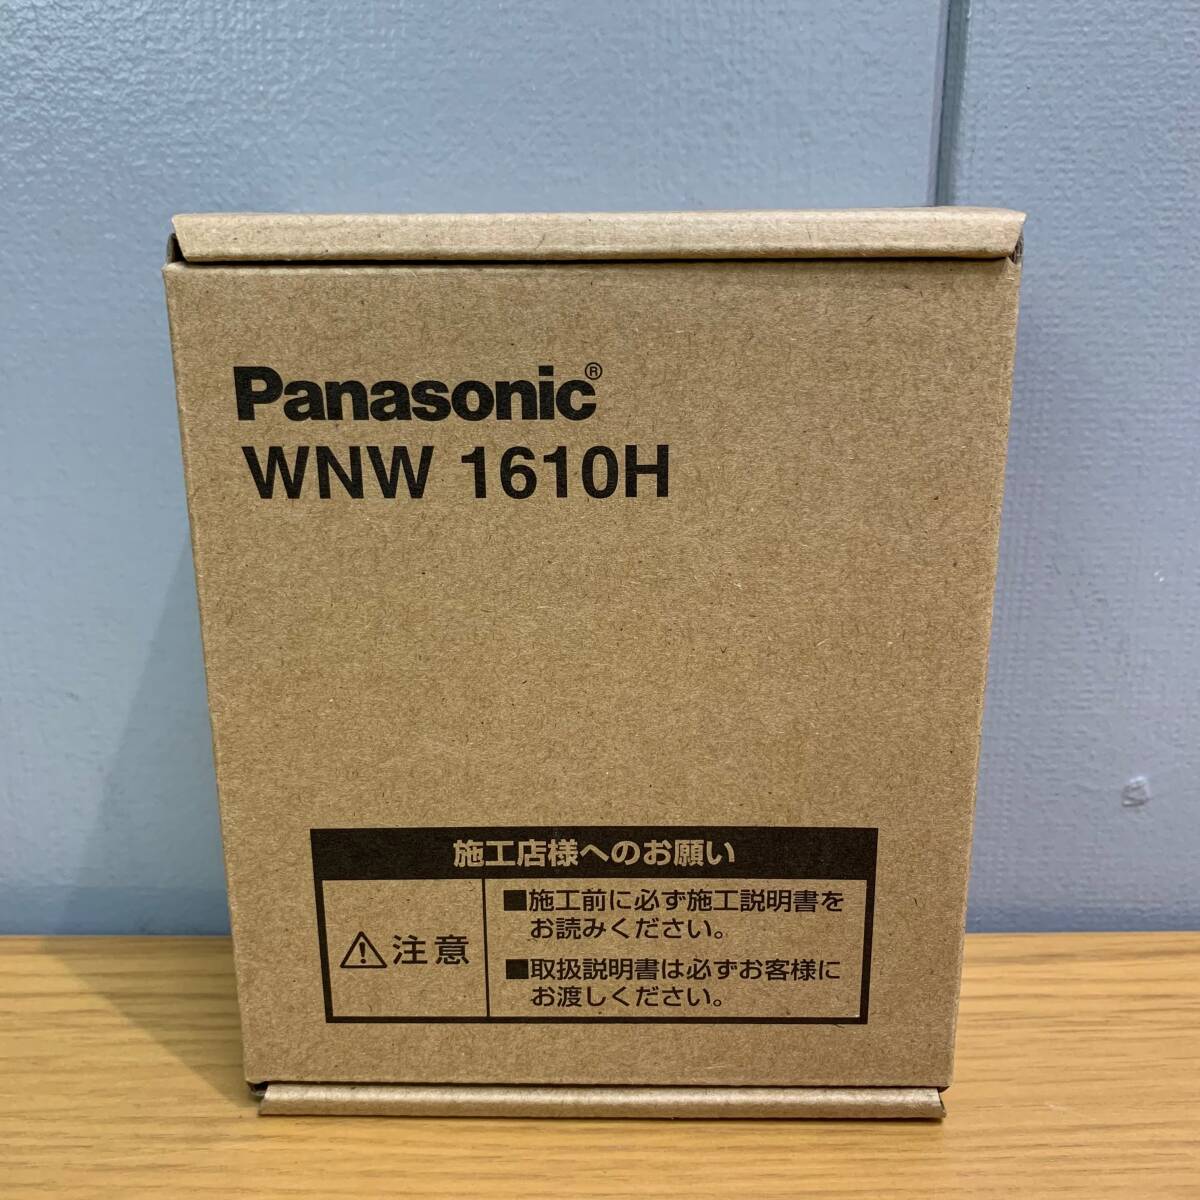 Panasonic®
WNW 1610H
施工店様へのお願い
⚠注意
■施工前に必ず施工説明書を
お読みください。
■取扱説明書は必ずお客様に
お渡しください。